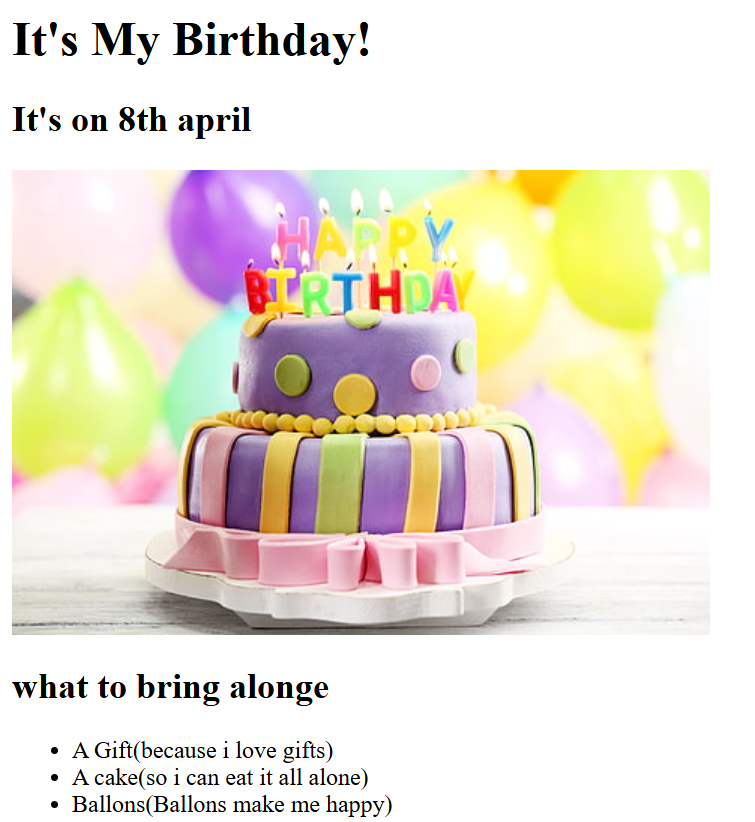 It's My Birthday!
It's on 8th april
HAPPY
BIRTHDAY
what to bring alonge
A Gift(because i love gifts)
A cake(so i can eat it all alone)
Ballons(Ballons make me happy)